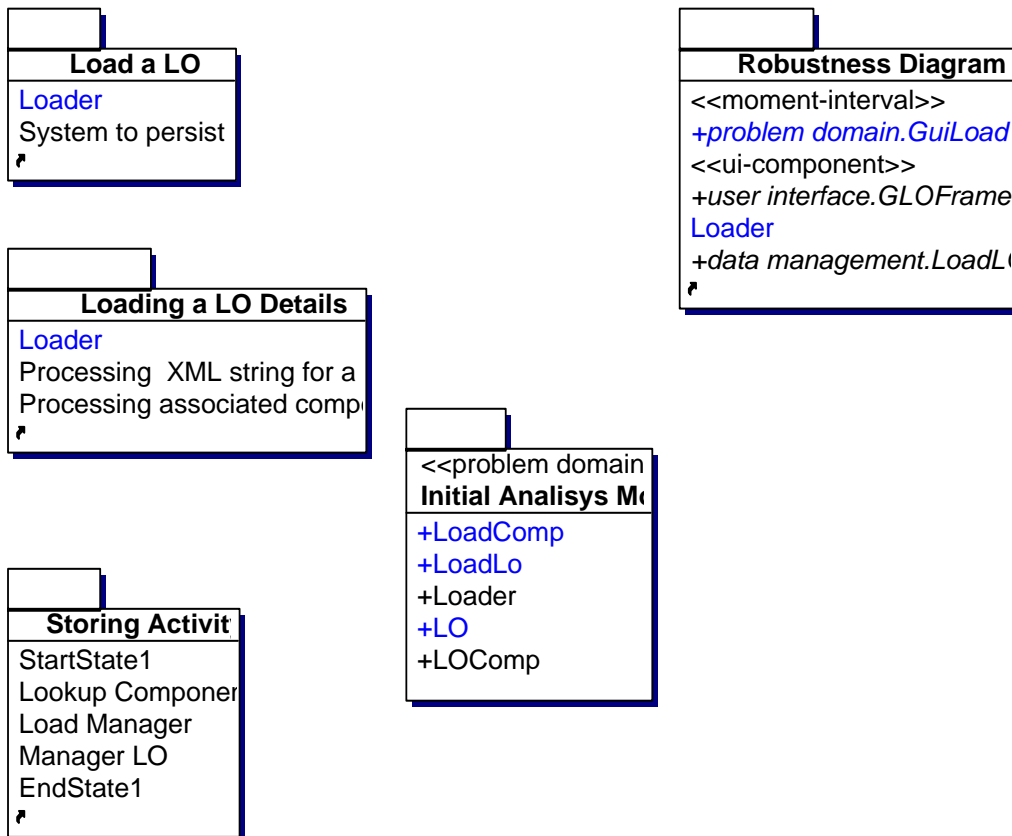 Load a LO
Loader
System to persist
Robustness Diagram
<<moment-interval>>
+problem domain.GuiLoad
<<ui-component>>
+user interface.GLOFrame
Loader
+data management.LoadL
Loading a LO Details
Loader
Processing XML string for a
Processing associated comp
<<problem domain
Initial Analisys M
+LoadComp
+LoadLo
+Loader
+LO
+LOComp
Storing Activit
StartState1
Lookup Componen
Load Manager
Manager LO
EndState1